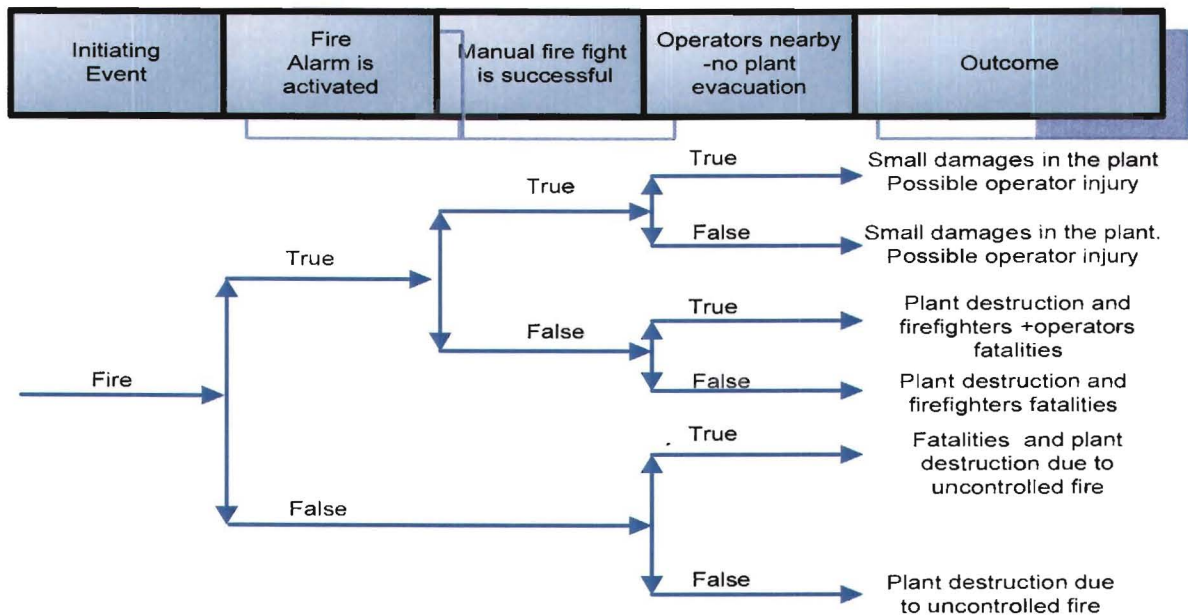 Initiating
Event
Fire
Alarm is
activated
Manual fire fight
is successful
Operators nearby
-no plant
evacuation
Outcome
True
Small damages in the plant
Possible operator injury
True
False
Small damages in the plant.
Possible operator injury
True
True
Plant destruction and
firefighters +operators
fatalities
False
False
Plant destruction and
firefighters fatalities
Fire
True
Fatalities and plant
destruction due to
uncontrolled fire
False
False
Plant destruction due
to uncontrolled fire